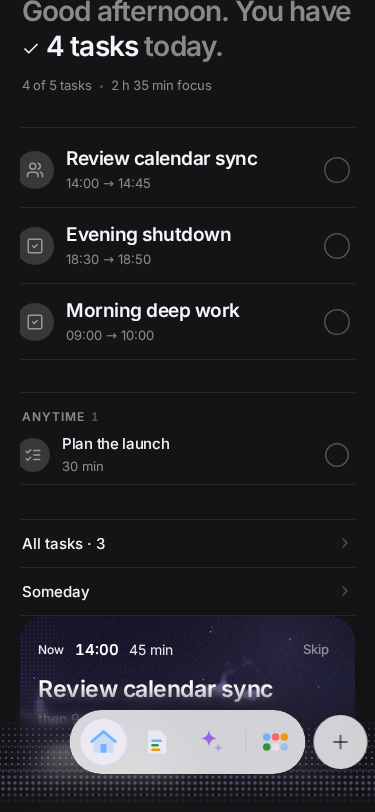 Good afternoon. You have
4 tasks today.
4 of 5 tasks • 2 h 35 min focus
Review calendar sync
14:00 → 14:45
Evening shutdown
18:30 → 18:50
Morning deep work
09:00 → 10:00
ANYTIME 1
Plan the launch
30 min
All tasks · 3
Someday
Now 14:00 45 min Skip
Review calendar sync
then 9